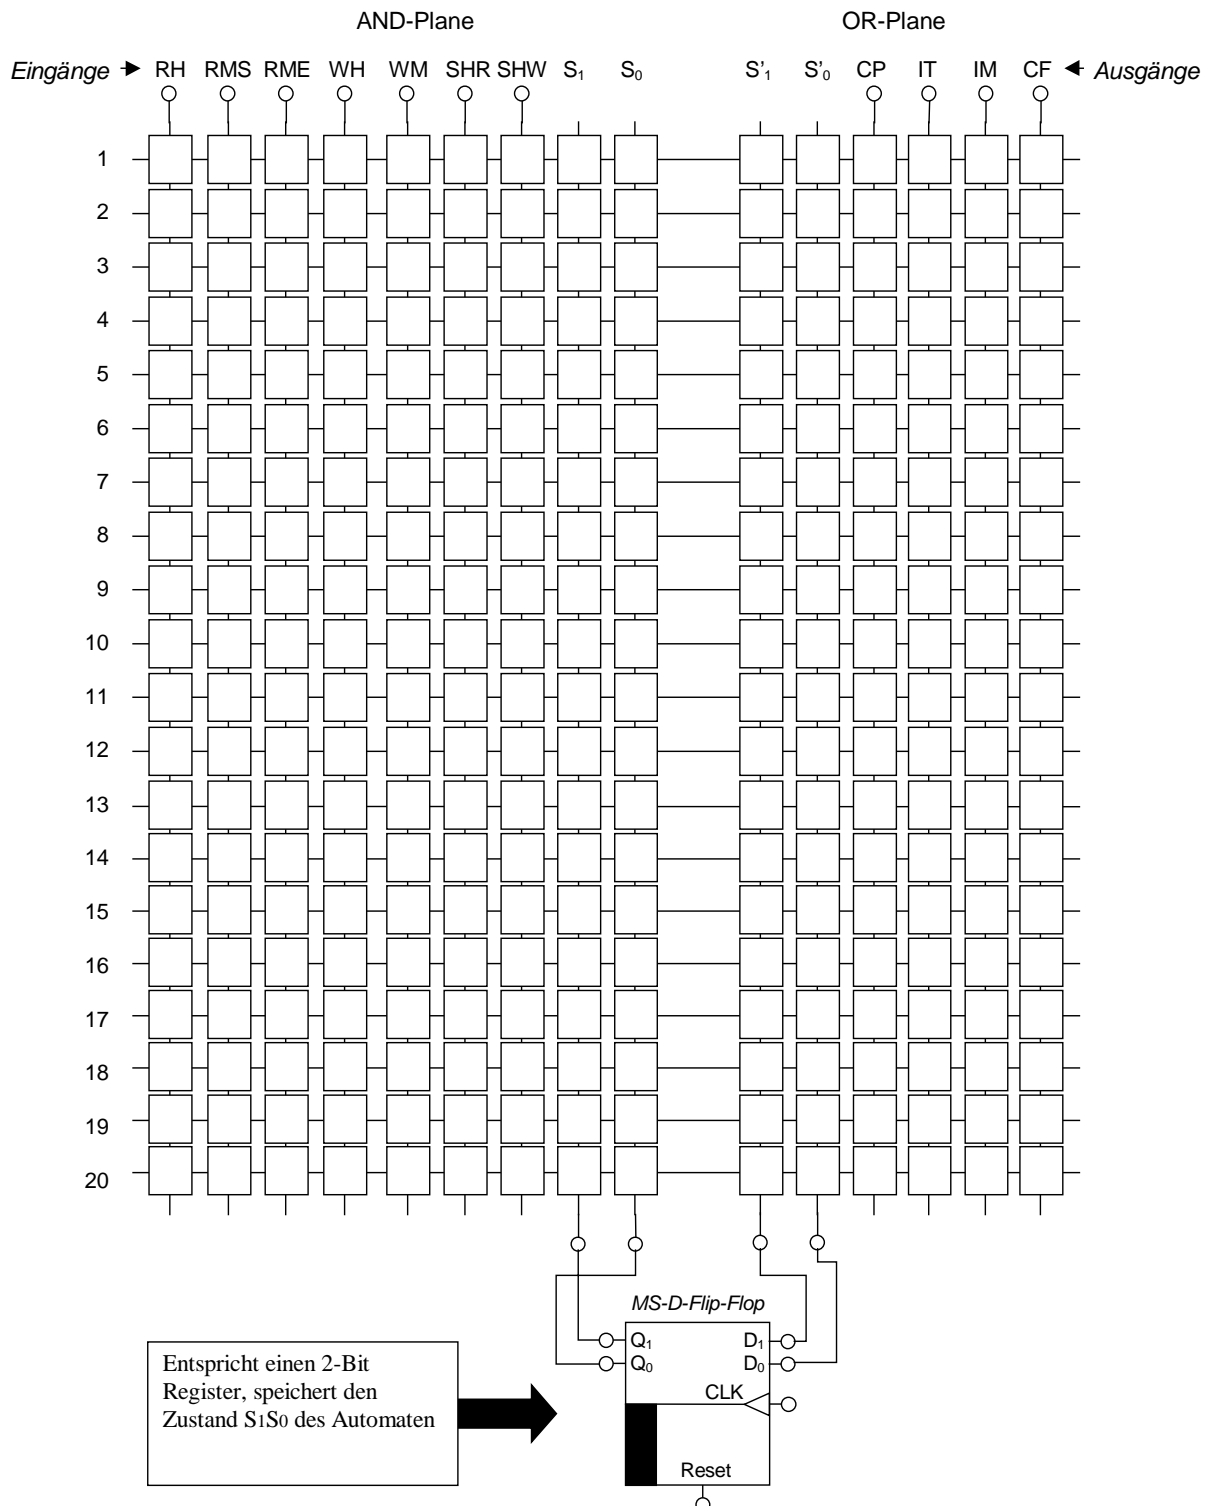 AND-Plane OR-Plane
Eingänge RH RMS RME WH WM SHR SHW S1 S0 S'1 S'0 CP IT IM CF Ausgänge
1
2
3
4
5
6
7
8
9
10
11
12
13
14
15
16
17
18
19
20
MS-D-Flip-Flop
Q1 D1
Q0 D0
CLK
Reset
Entspricht einen 2-Bit
Register, speichert den
Zustand S1S0 des Automaten